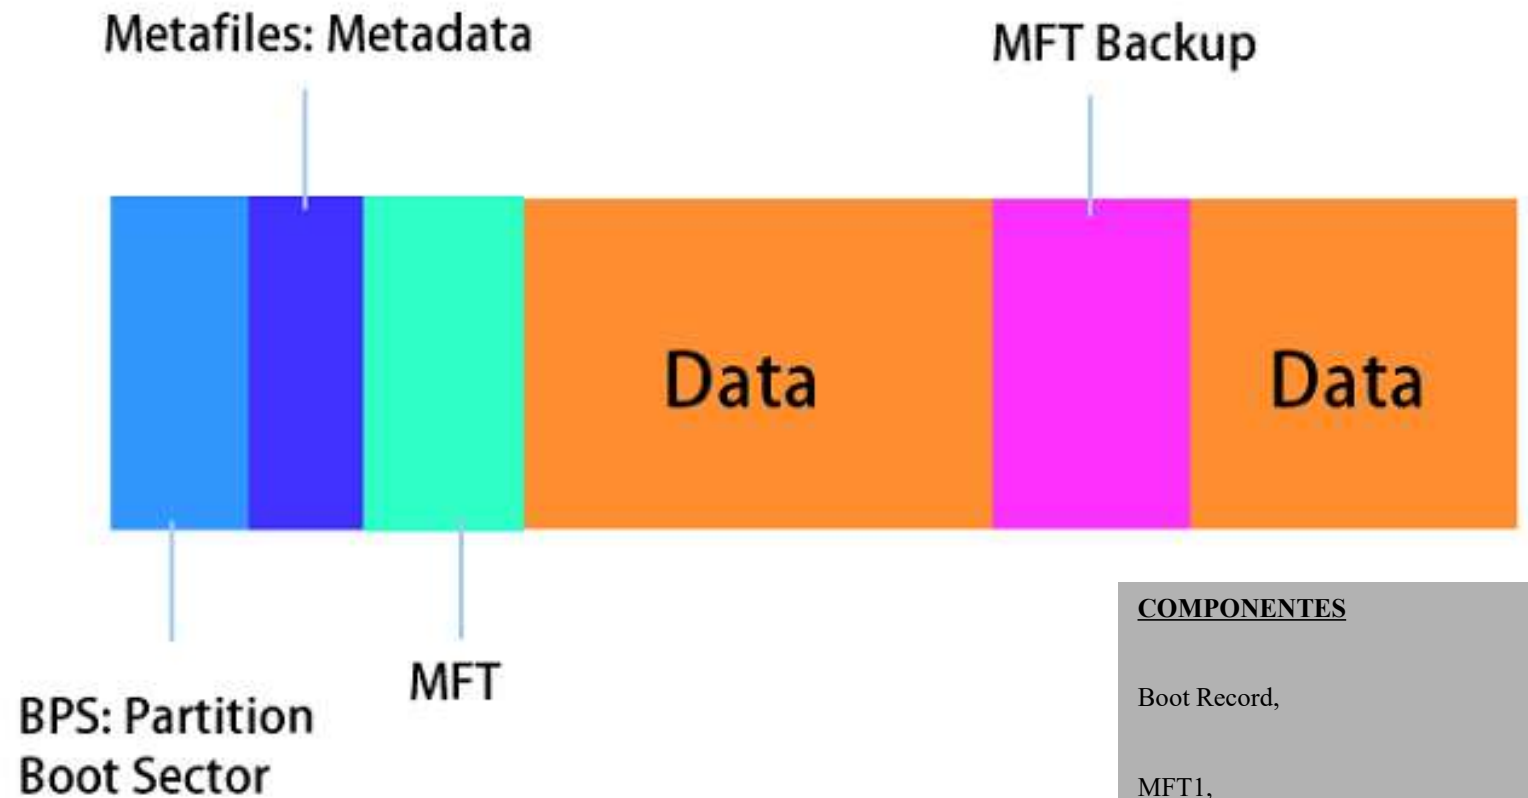 Metafiles: Metadata
MFT Backup
Data
Data
MFT
BPS: Partition
Boot Sector
COMPONENTES
Boot Record,
MFT1,